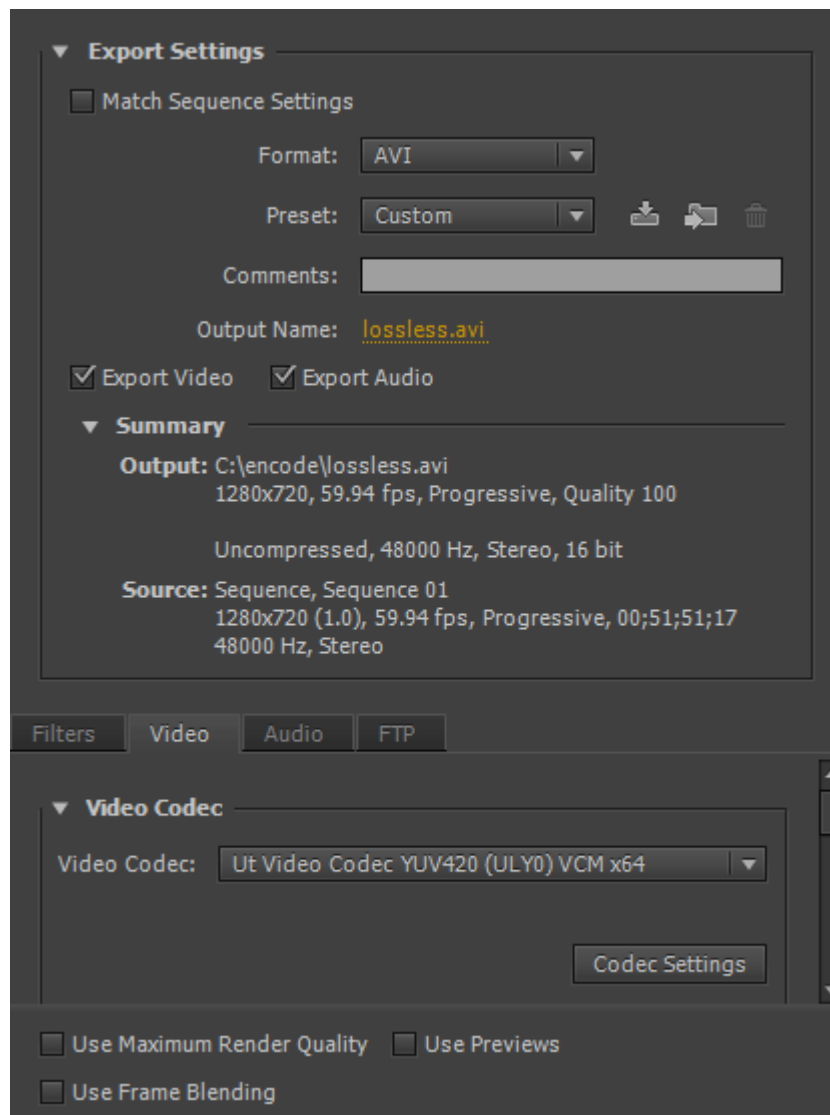 Export Settings
Match Sequence Settings
Format: AVI
Preset: Custom
Comments:
Output Name: lossless.avi
Export Video Export Audio
Summary
Output: C:\encode\lossless.avi
1280x720, 59.94 fps, Progressive, Quality 100
Uncompressed, 48000 Hz, Stereo, 16 bit
Source: Sequence, Sequence 01
1280x720 (1.0), 59.94 fps, Progressive, 00;51;51;17
48000 Hz, Stereo
Filters Video Audio FTP
Video Codec
Video Codec: Ut Video Codec YUV420 (ULY0) VCM x64
Codec Settings
Use Maximum Render Quality Use Previews
Use Frame Blending